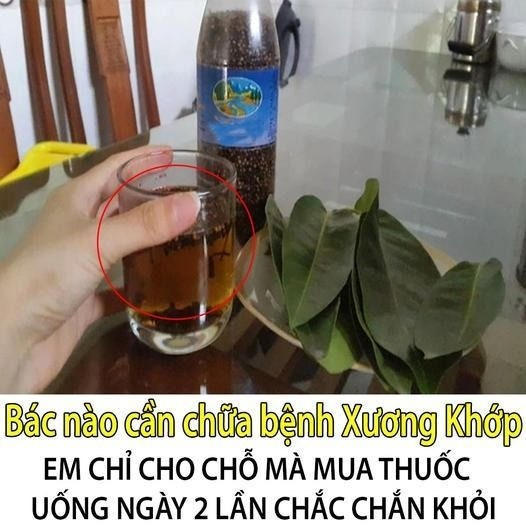 Bác nào cần chữa bệnh Xương Khớp
EM CHỈ CHO CHỖ MÀ MUA THUỐC
UỐNG NGÀY 2 LẦN CHẮC CHẮN KHỎI